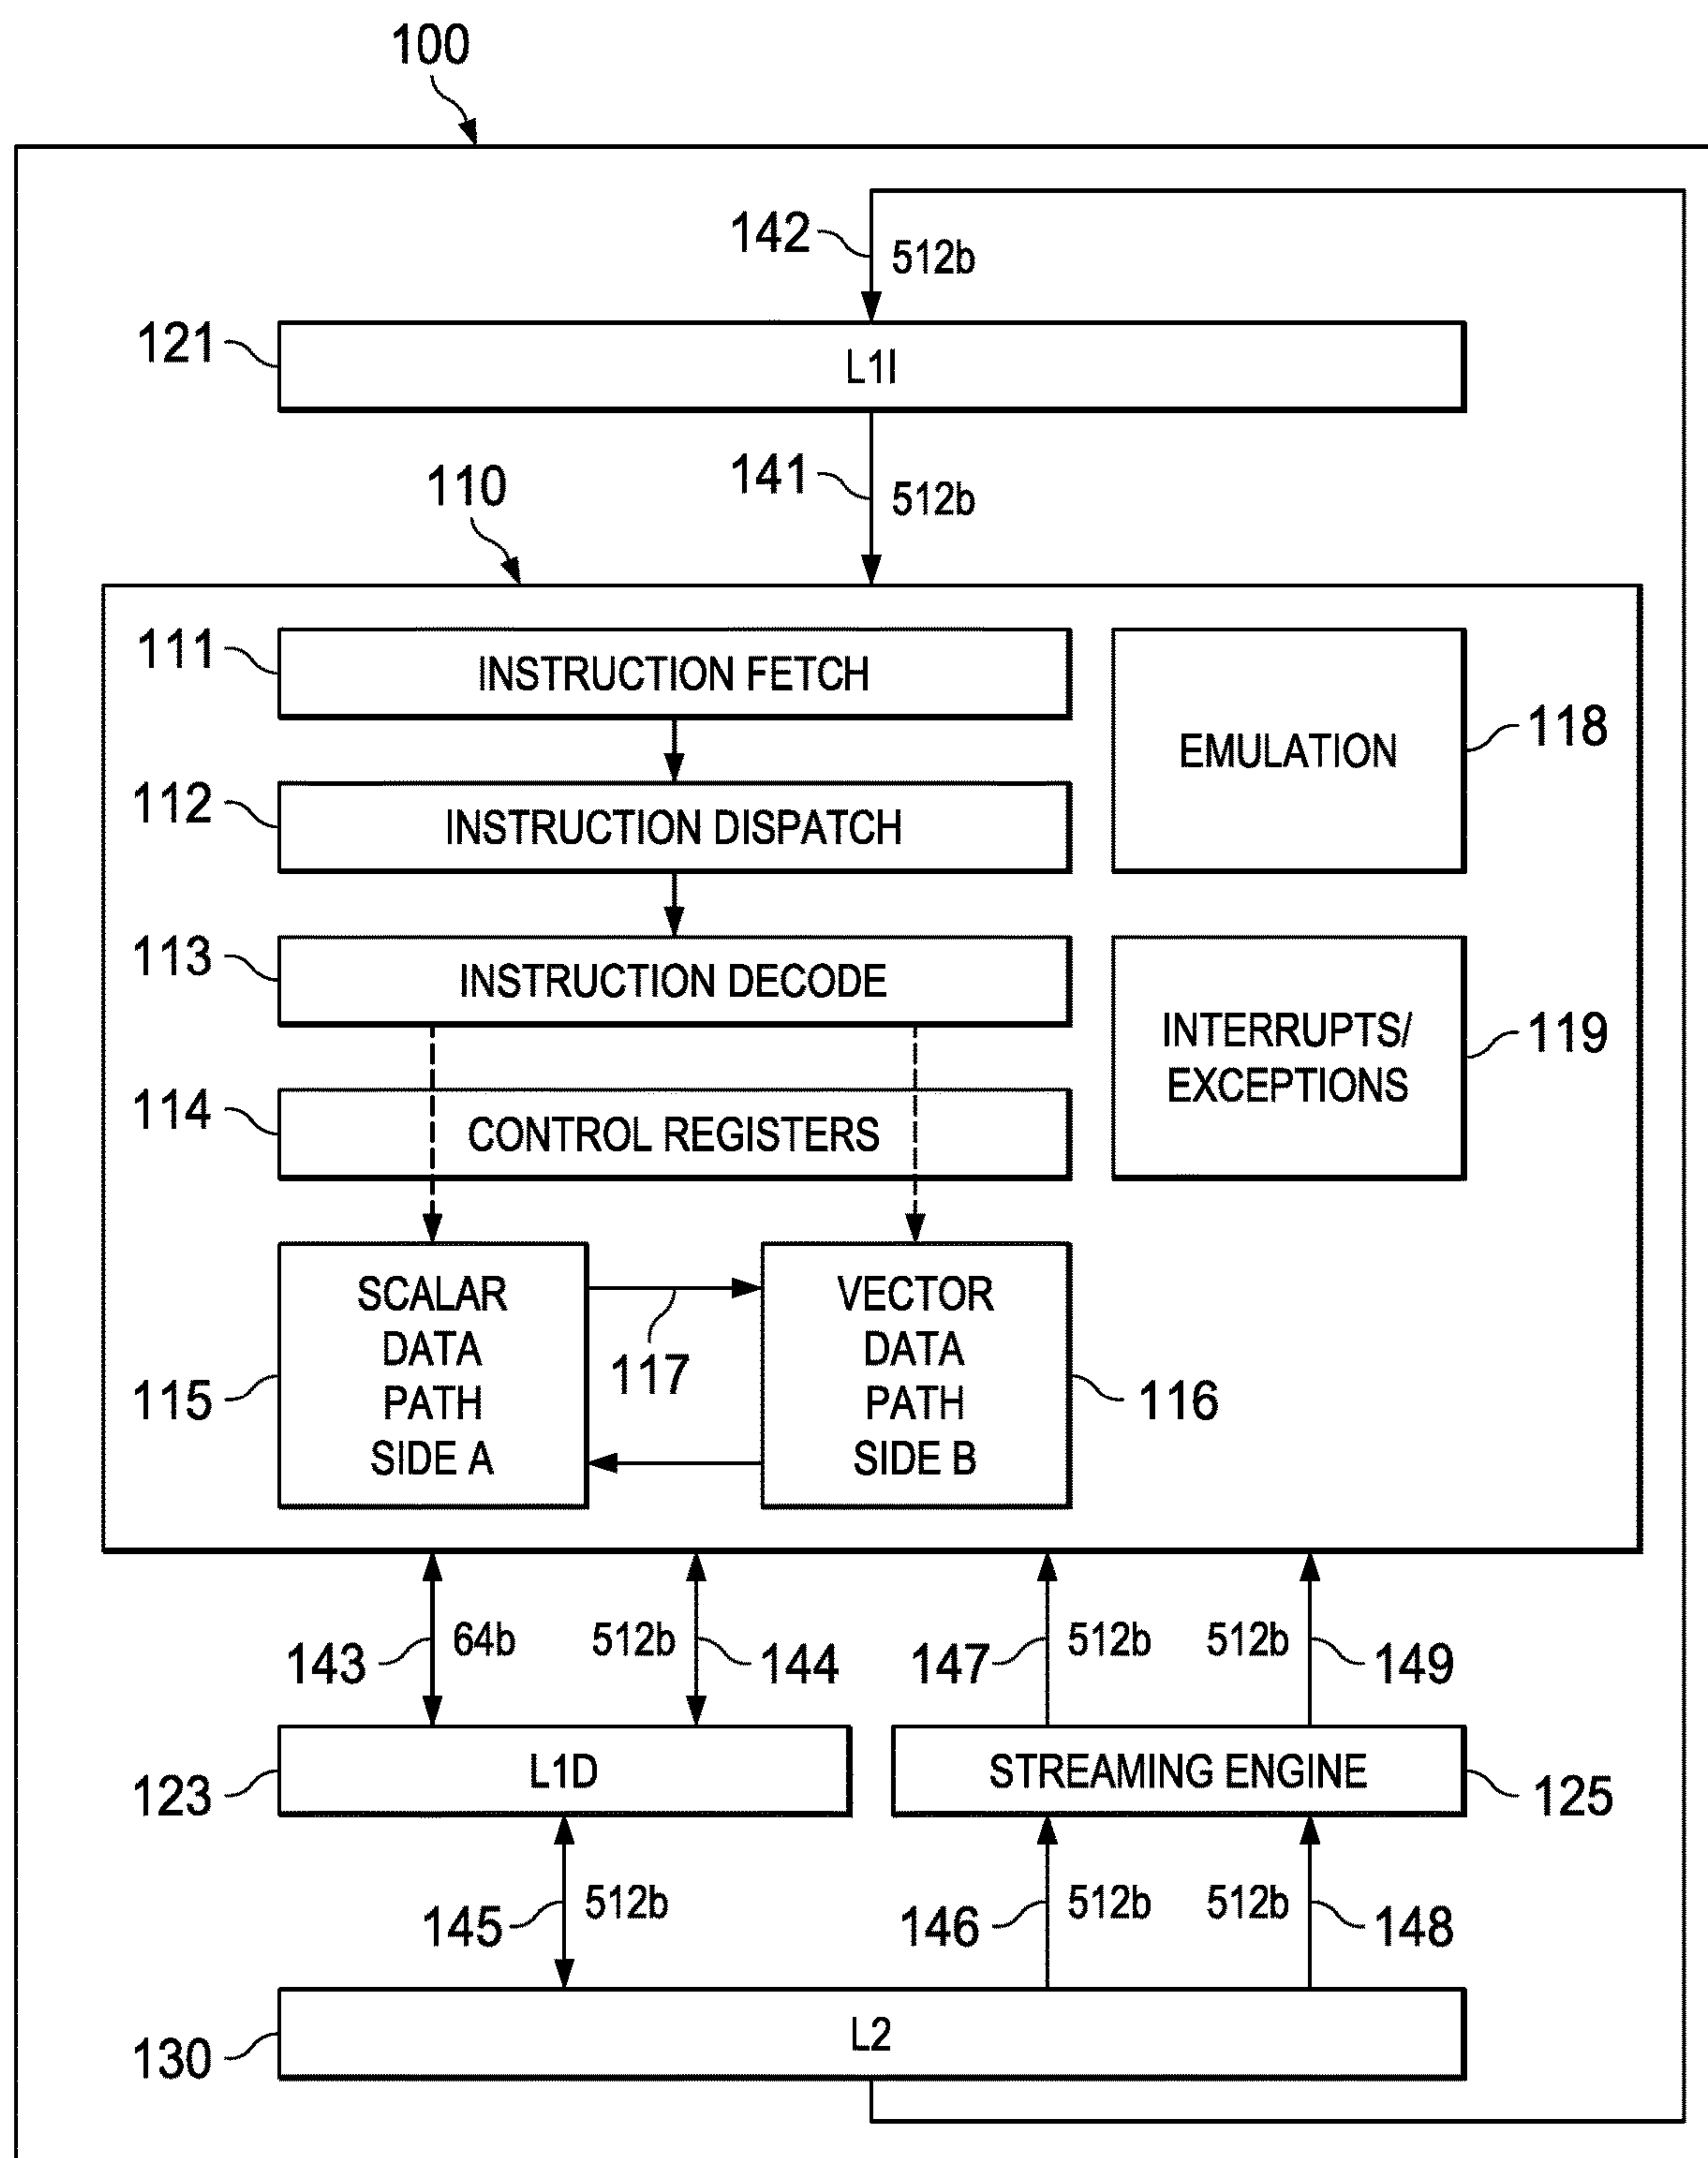 100
142
512b
121
L1I
141
512b
110
111
INSTRUCTION FETCH
EMULATION
118
112
INSTRUCTION DISPATCH
113
INSTRUCTION DECODE
INTERRUPTS/
EXCEPTIONS
119
114
CONTROL REGISTERS
115
SCALAR
DATA
PATH
SIDE A
117
VECTOR
DATA
PATH
SIDE B
116
143
64b
512b
144
147
512b
512b
149
123
L1D
STREAMING ENGINE
125
145
512b
146
512b
512b
148
130
L2